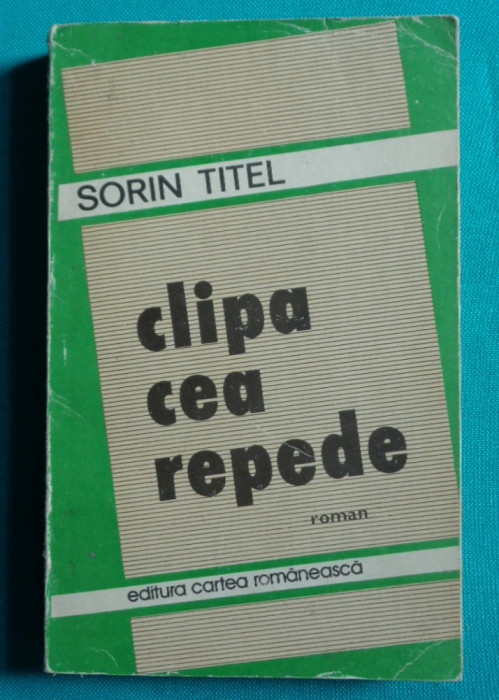 SORIN TITEL
clipa
cea
repede
roman
editura cartea românească